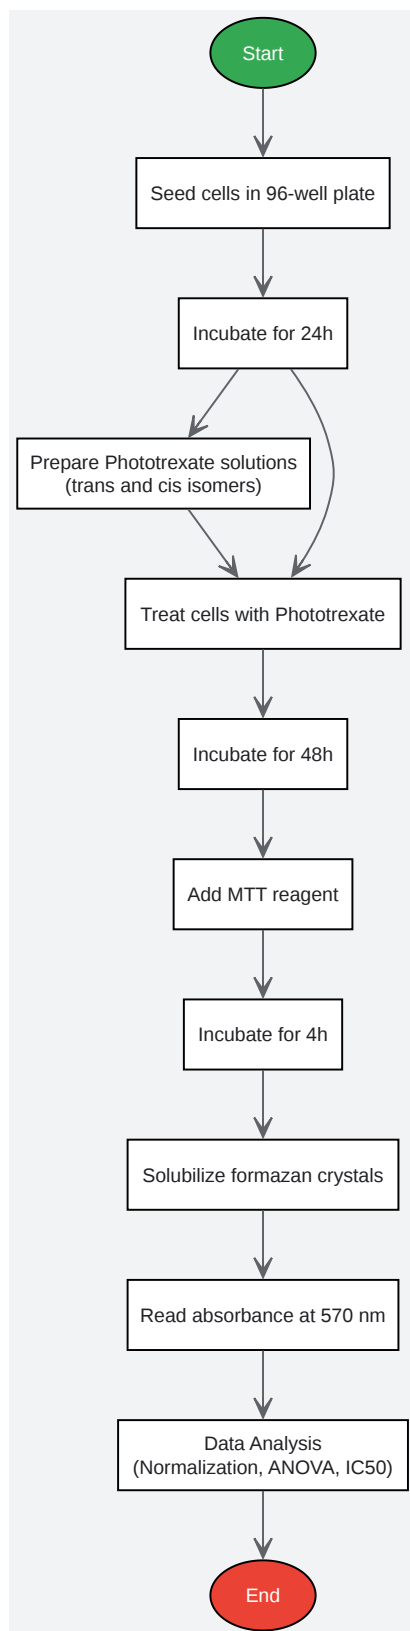 Start
Seed cells in 96-well plate
Incubate for 24h
Prepare Phototrexate solutions
(trans and cis isomers)
Treat cells with Phototrexate
Incubate for 48h
Add MTT reagent
Incubate for 4h
Solubilize formazan crystals
Read absorbance at 570 nm
Data Analysis
(Normalization, ANOVA, IC50)
End